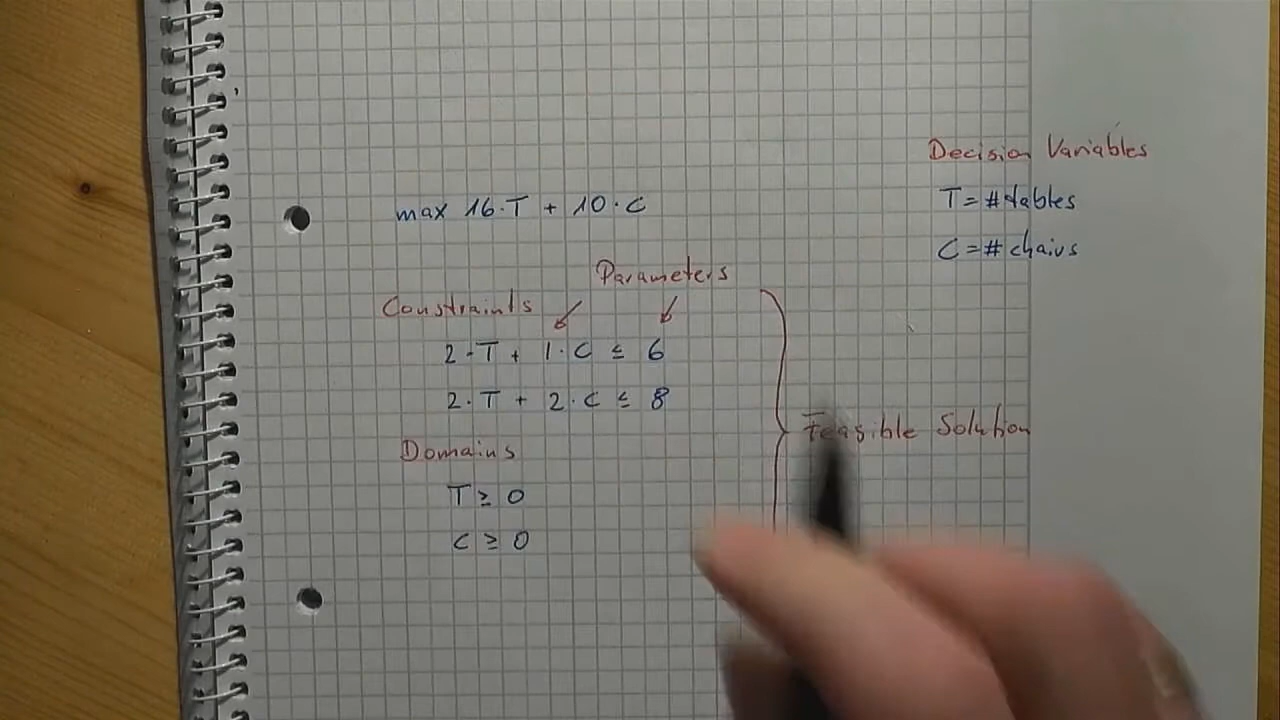 Decision Variables
max 16·T + 10·C
T = #tables
C = #chairs
Parameters
Constraints
2·T + 1·C ≤ 6
2·T + 2·C ≤ 8
Feasible Solution
Domains
T ≥ 0
C ≥ 0